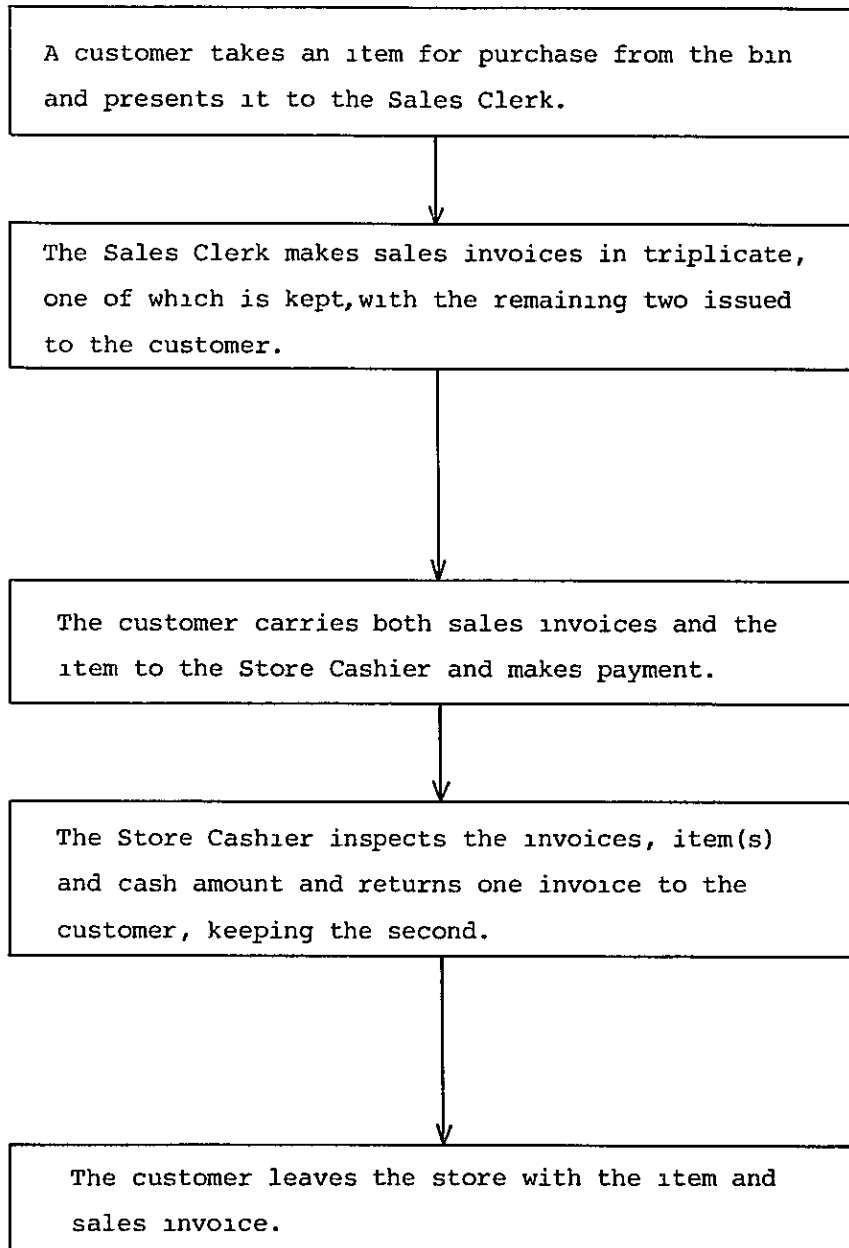 A customer takes an item for purchase from the bin
and presents it to the Sales Clerk.
The Sales Clerk makes sales invoices in triplicate,
one of which is kept,with the remaining two issued
to the customer.
The customer carries both sales invoices and the
item to the Store Cashier and makes payment.
The Store Cashier inspects the invoices, item(s)
and cash amount and returns one invoice to the
customer, keeping the second.
The customer leaves the store with the item and
sales invoice.